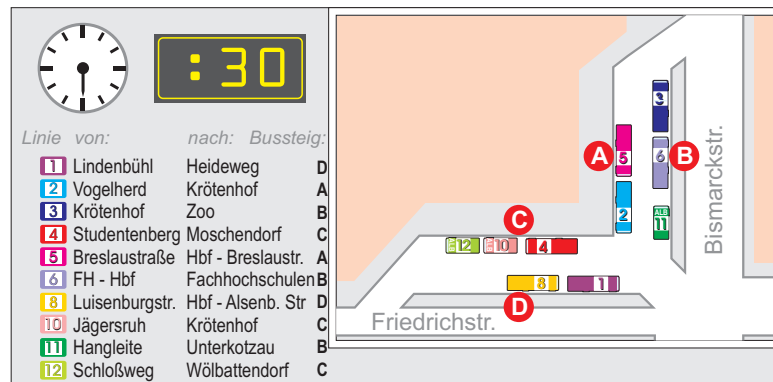 :30
Linie von: nach: Bussteig:
1 Lindenbühl Heideweg D
2 Vogelherd Krötenhof A
3 Krötenhof Zoo B
4 Studentenberg Moschendorf C
5 Breslaustraße Hbf - Breslaustr. A
6 FH - Hbf Fachhochschulen B
8 Luisenburgstr. Hbf - Alsenb. Str D
10 Jägersruh Krötenhof C
11 Hangleite Unterkotzau B
12 Schloßweg Wölbattendorf C
3
A 5 6 B
2 ALB 11
Bismarckstr.
C
12 10 4
8 1
D
Friedrichstr.